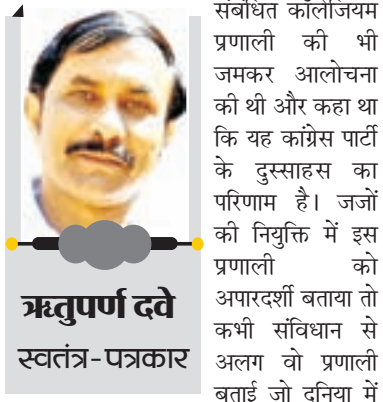 ऋतुपर्ण दवे
स्वतंत्र-पत्रकार
संबंधित कॉलेजियम
प्रणाली की भी
जमकर आलोचना
की थी और कहा था
कि यह कांग्रेस पार्टी
के दुस्साहस का
परिणाम है। जजों
की नियुक्ति में इस
प्रणाली को
अपारदर्शी बताया तो
कभी संविधान से
अलग वो प्रणाली
बताई जो दुनिया में